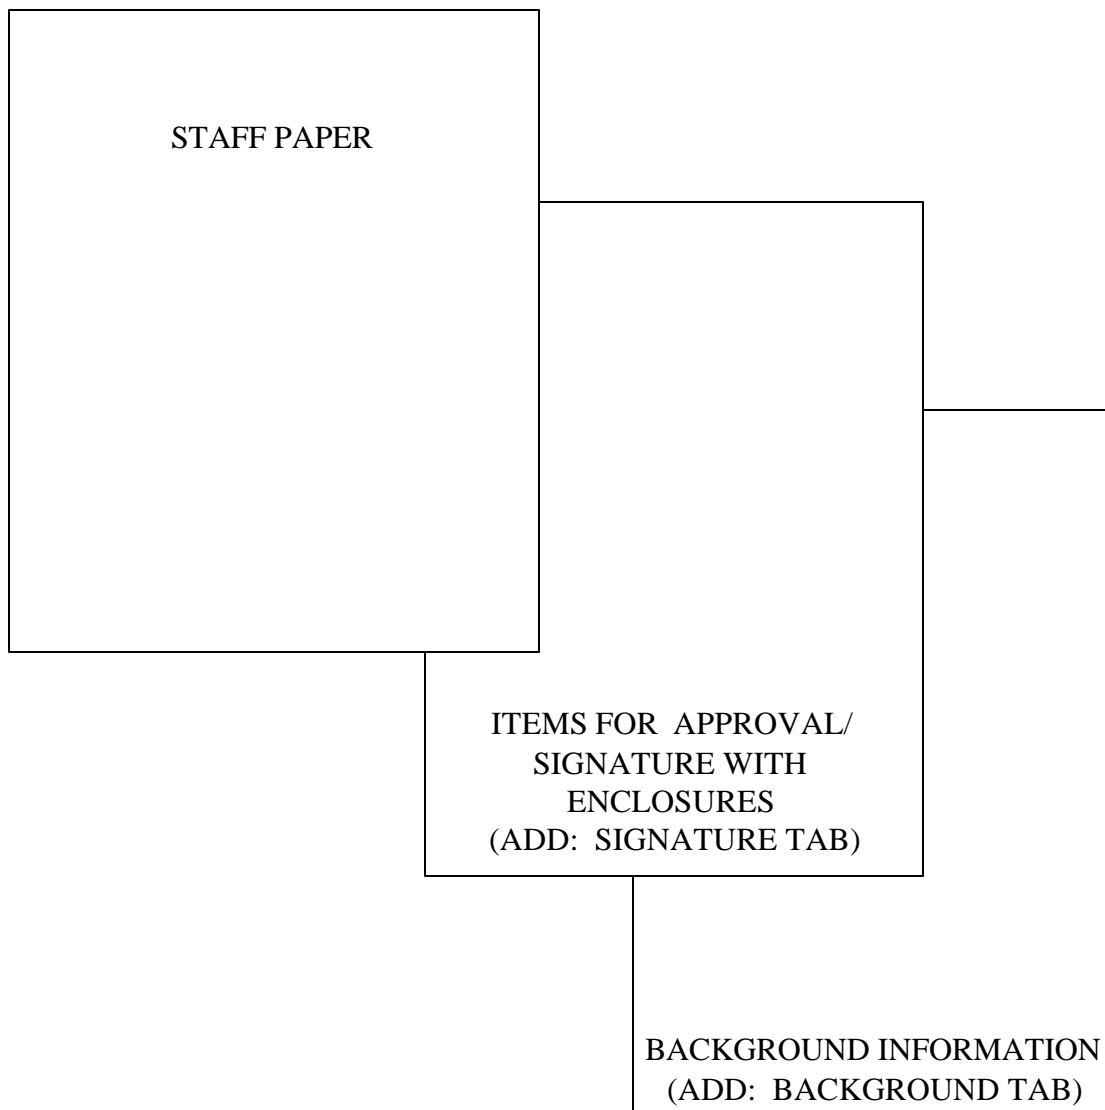 STAFF PAPER
ITEMS FOR  APPROVAL/
SIGNATURE WITH
ENCLOSURES
(ADD:  SIGNATURE TAB)
BACKGROUND INFORMATION
(ADD:  BACKGROUND TAB)